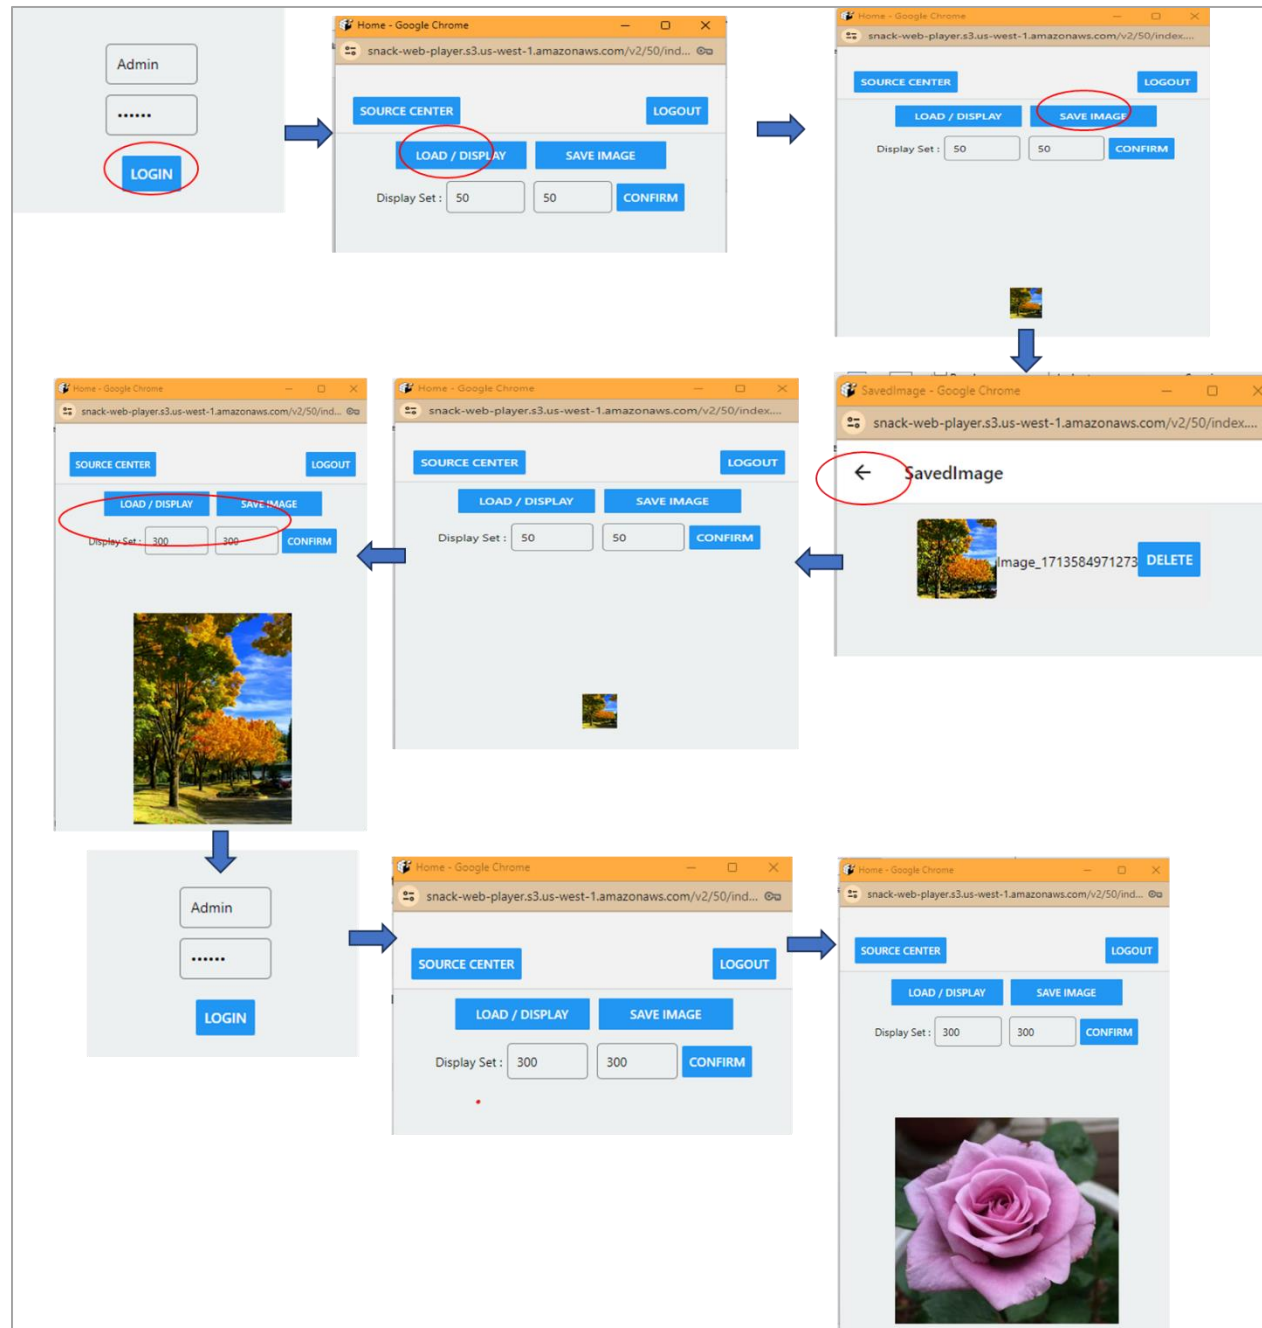 Admin
••••••
LOGIN
Home - Google Chrome
snack-web-player.s3.us-west-1.amazonaws.com/v2/50/ind...
SOURCE CENTER
LOGOUT
LOAD / DISPLAY
SAVE IMAGE
Display Set : 50 50 CONFIRM
Home - Google Chrome
snack-web-player.s3.us-west-1.amazonaws.com/v2/50/index....
SOURCE CENTER
LOGOUT
LOAD / DISPLAY
SAVE IMAGE
Display Set : 50 50 CONFIRM
SavedImage - Google Chrome
snack-web-player.s3.us-west-1.amazonaws.com/v2/50/index....
SavedImage
Image_1713584971273 DELETE
Home - Google Chrome
snack-web-player.s3.us-west-1.amazonaws.com/v2/50/index....
SOURCE CENTER
LOGOUT
LOAD / DISPLAY
SAVE IMAGE
Display Set : 50 50 CONFIRM
Home - Google Chrome
snack-web-player.s3.us-west-1.amazonaws.com/v2/50/ind...
SOURCE CENTER
LOGOUT
LOAD / DISPLAY
SAVE IMAGE
Display Set : 300 300 CONFIRM
Admin
••••••
LOGIN
Home - Google Chrome
snack-web-player.s3.us-west-1.amazonaws.com/v2/50/ind...
SOURCE CENTER
LOGOUT
LOAD / DISPLAY
SAVE IMAGE
Display Set : 300 300 CONFIRM
Home - Google Chrome
snack-web-player.s3.us-west-1.amazonaws.com/v2/50/ind...
SOURCE CENTER
LOGOUT
LOAD / DISPLAY
SAVE IMAGE
Display Set : 300 300 CONFIRM